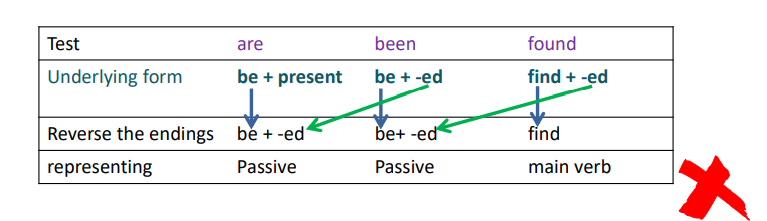 Test are been found
Underlying form be + present be + -ed find + -ed
Reverse the endings be + -ed be+ -ed find
representing Passive Passive main verb